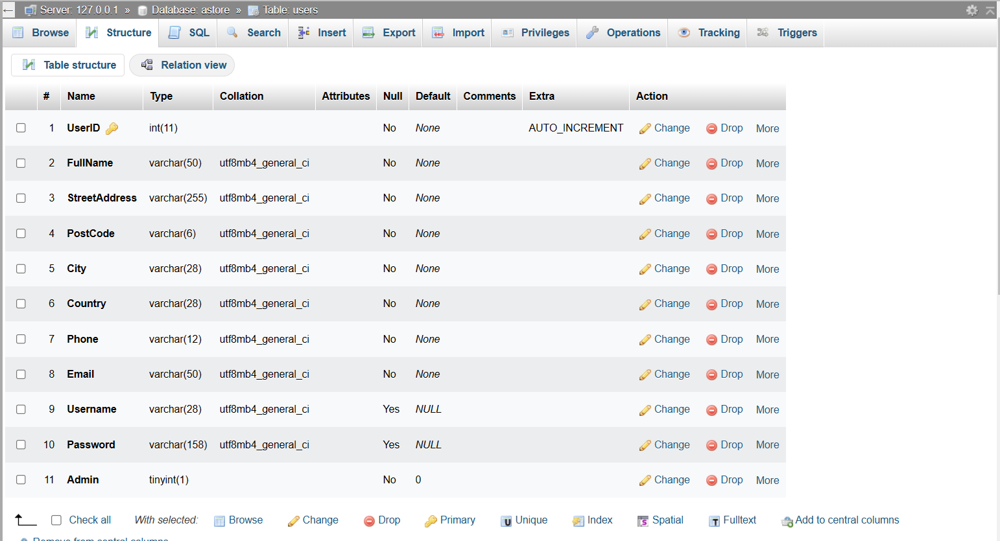 Server: 127.0.0.1 » Database: astore » Table: users
Browse Structure SQL Search Insert Export Import Privileges Operations Tracking Triggers
Table structure Relation view
# Name Type Collation Attributes Null Default Comments Extra Action
1 UserID int(11) No None AUTO_INCREMENT Change Drop More
2 FullName varchar(50) utf8mb4_general_ci No None Change Drop More
3 StreetAddress varchar(255) utf8mb4_general_ci No None Change Drop More
4 PostCode varchar(6) utf8mb4_general_ci No None Change Drop More
5 City varchar(28) utf8mb4_general_ci No None Change Drop More
6 Country varchar(28) utf8mb4_general_ci No None Change Drop More
7 Phone varchar(12) utf8mb4_general_ci No None Change Drop More
8 Email varchar(50) utf8mb4_general_ci No None Change Drop More
9 Username varchar(28) utf8mb4_general_ci Yes NULL Change Drop More
10 Password varchar(158) utf8mb4_general_ci Yes NULL Change Drop More
11 Admin tinyint(1) No 0 Change Drop More
Check all With selected: Browse Change Drop Primary Unique Index Spatial Fulltext Add to central columns
Remove from central columns